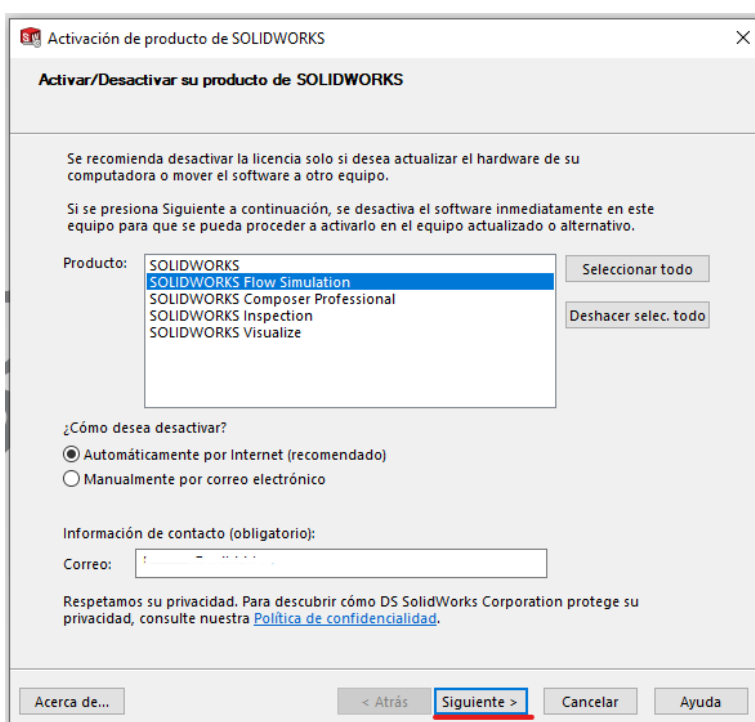 Activación de producto de SOLIDWORKS
Activar/Desactivar su producto de SOLIDWORKS
Se recomienda desactivar la licencia solo si desea actualizar el hardware de su
computadora o mover el software a otro equipo.
Si se presiona Siguiente a continuación, se desactiva el software inmediatamente en este
equipo para que se pueda proceder a activarlo en el equipo actualizado o alternativo.
Producto:
SOLIDWORKS
SOLIDWORKS Flow Simulation
SOLIDWORKS Composer Professional
SOLIDWORKS Inspection
SOLIDWORKS Visualize
Seleccionar todo
Deshacer selec. todo
¿Cómo desea desactivar?
Automáticamente por Internet (recomendado)
Manualmente por correo electrónico
Información de contacto (obligatorio):
Correo:
Respetamos su privacidad. Para descubrir cómo DS SolidWorks Corporation protege su
privacidad, consulte nuestra Política de confidencialidad.
Acerca de... < Atrás Siguiente > Cancelar Ayuda